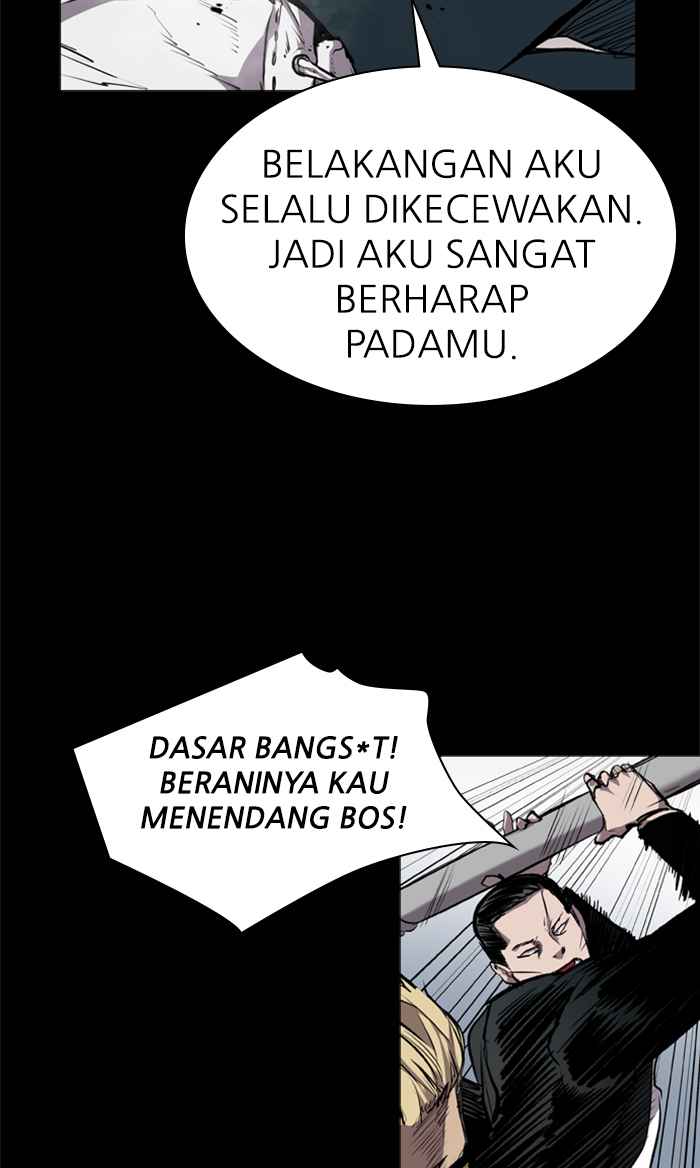 BELAKANGAN AKU
SELALU DIKECEWAKAN.
JADI AKU SANGAT
BERHARAP
PADAMU.
DASAR BANGS*T!
BERANINYA KAU
MENENDANG BOS!